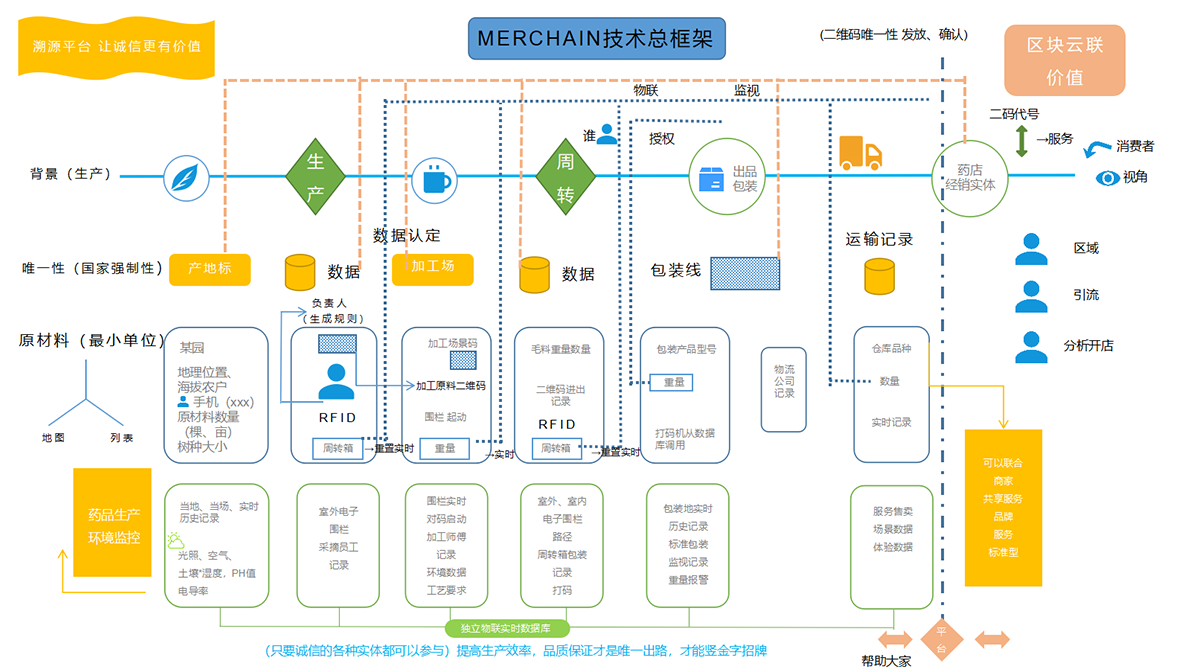 溯源平台 让诚信更有价值
MERCHAIN技术总框架
(二维码唯一性 发放、确认)
区块云联
价值
物联
监视
二码代号
→服务
消费者
视角
谁
授权
背景（生产）
生
产
周
转
出品
包装
药店
经销实体
数据认定
运输记录
唯一性（国家强制性）
产地标
数据
加工场
数据
包装线
区域
引流
分析开店
负责人
（生成规则）
原材料（最小单位）
地图
列表
某园
地理位置、
海拔农户
手机（xxx）
原材料数量
（棵、亩）
树种大小
RFID
周转箱
→重置实时
加工场景码
加工原料二维码
围栏 起动
重量
→实时
毛料重量数量
二维码进出
记录
RFID
周转箱
→重置实时
包装产品型号
重量
打码机从数据
库调用
物流
公司
记录
仓库品种
数量
实时记录
可以联合
商家
共享服务
品牌
服务
标准型
药品生产
环境监控
当地、当场、实时
历史记录
光照、空气、
土壤*湿度，PH值
电导率
室外电子
围栏
采摘员工
记录
围栏实时
对码启动
加工师傅
记录
环境数据
工艺要求
室外、室内
电子围栏
路径
周转箱包装
记录
打码
包装地实时
历史记录
标准包装
监视记录
重量报警
服务售卖
场景数据
体验数据
独立物联实时数据库
（只要诚信的各种实体都可以参与）提高生产效率，品质保证才是唯一出路，才能竖金字招牌
平
台
帮助大家